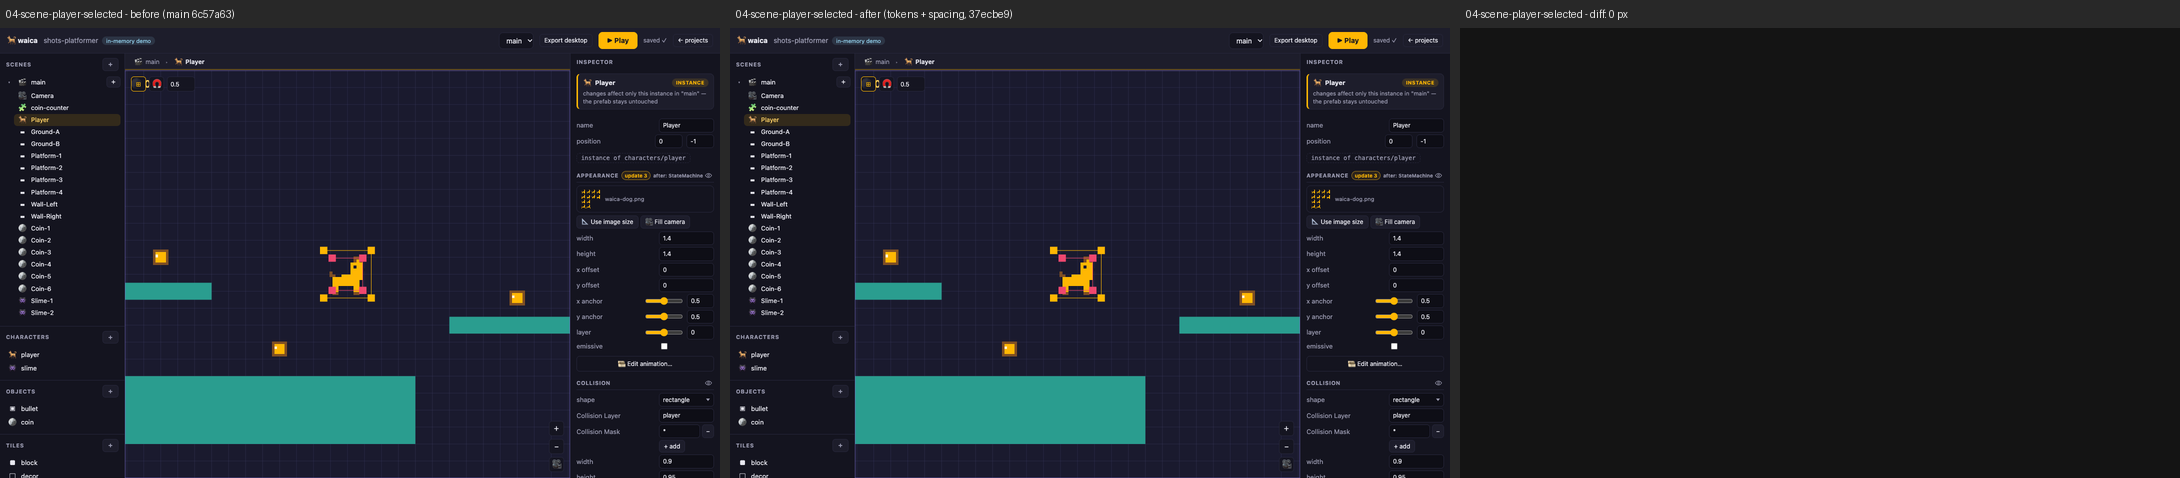 04-scene-player-selected - before (main 6c57a63)
waica shots-platformer in-memory demo main Export desktop ▶ Play saved ✓ ← projects
SCENES +
main +
Camera
coin-counter
Player
Ground-A
Ground-B
Platform-1
Platform-2
Platform-3
Platform-4
Wall-Left
Wall-Right
Coin-1
Coin-2
Coin-3
Coin-4
Coin-5
Coin-6
Slime-1
Slime-2
CHARACTERS +
player
slime
OBJECTS +
bullet
coin
TILES +
block
decor
main › Player
0.5
+
−
INSPECTOR
Player INSTANCE
changes affect only this instance in "main" —
the prefab stays untouched
name Player
position 0 -1
instance of characters/player
APPEARANCE update 3 after: StateMachine
waica-dog.png
Use image size Fill camera
width 1.4
height 1.4
x offset 0
y offset 0
x anchor 0.5
y anchor 0.5
layer 0
emissive
Edit animation...
COLLISION
shape rectangle
Collision Layer player
Collision Mask * −
+ add
width 0.9
height 0.95
04-scene-player-selected - after (tokens + spacing, 37ecbe9)
waica shots-platformer in-memory demo main Export desktop ▶ Play saved ✓ ← projects
SCENES +
main +
Camera
coin-counter
Player
Ground-A
Ground-B
Platform-1
Platform-2
Platform-3
Platform-4
Wall-Left
Wall-Right
Coin-1
Coin-2
Coin-3
Coin-4
Coin-5
Coin-6
Slime-1
Slime-2
CHARACTERS +
player
slime
OBJECTS +
bullet
coin
TILES +
block
decor
main › Player
0.5
+
−
INSPECTOR
Player INSTANCE
changes affect only this instance in "main" —
the prefab stays untouched
name Player
position 0 -1
instance of characters/player
APPEARANCE update 3 after: StateMachine
waica-dog.png
Use image size Fill camera
width 1.4
height 1.4
x offset 0
y offset 0
x anchor 0.5
y anchor 0.5
layer 0
emissive
Edit animation...
COLLISION
shape rectangle
Collision Layer player
Collision Mask * −
+ add
width 0.9
height 0.95
04-scene-player-selected - diff: 0 px